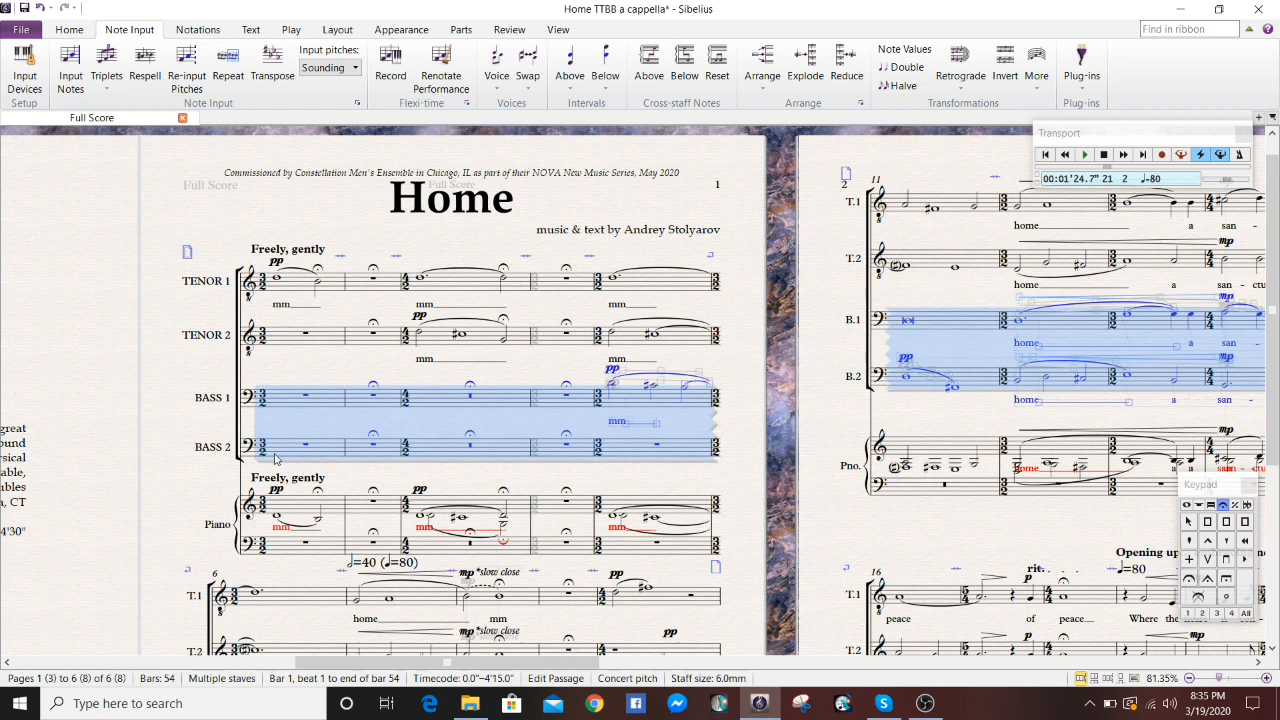 Home TTBB a cappella* - Sibelius
File Home Note Input Notations Text Play Layout Appearance Parts Review View Find in ribbon
Input Devices
Input Notes
Triplets
Respell
Re-input Pitches
Repeat
Transpose
Input pitches:
Sounding
Record
Renotate Performance
Voice
Swap
Above
Below
Above
Below
Reset
Arrange
Explode
Reduce
Note Values
Double
Halve
Retrograde
Invert
More
Plug-ins
Setup Note Input Flexi-time Voices Intervals Cross-staff Notes Arrange Transformations Plug-ins
Full Score
Transport
00:01'24.7" 21 2 ♩=80
Commissioned by Constellation Men's Ensemble in Chicago, IL as part of their NOVA New Music Series, May 2020
Full Score Full Score 1
Home
music & text by Andrey Stolyarov
Freely, gently
pp
TENOR 1
mm mm mm
pp
TENOR 2
mm mm
pp
BASS 1
mm
BASS 2
Freely, gently
pp pp
Piano
mm mm mm
=40 (♩=80)
6 mp *slow close pp
T.1
home mm
mp *slow close pp
T.2
great
ound
sical
table,
ubles
n, CT
4'30"
2 11
T.1
home a san -
mp
T.2
home a san - ctu
mp
B.1
home a san -
pp mp
B.2
home a san -
mp
Pno.
home a san -
Keypad
1 2 3 4 All
Opening up
rit. ♩=80
16 p
T.1
peace of peace Where the
p mp
T.2
Pages 1 (3) to 6 (8) of 6 (8) Bars: 54 Multiple staves Bar 1, beat 1 to end of bar 54 Timecode: 0.0"–4'15.0" Edit Passage Concert pitch Staff size: 6.0mm 81.35%
Type here to search
8:35 PM
3/19/2020